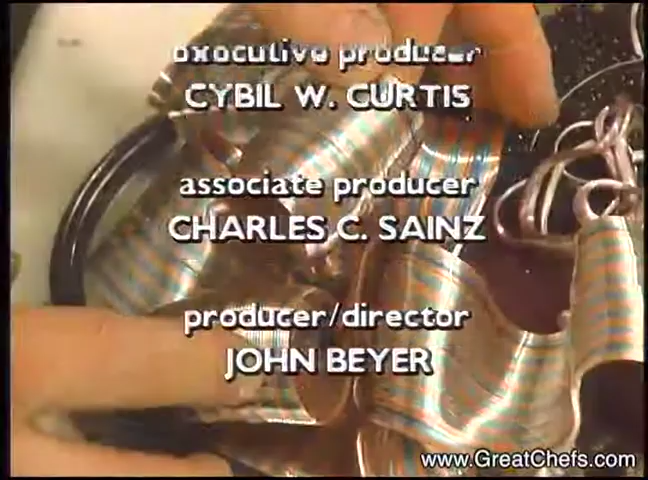 executive producer
CYBIL W. CURTIS
associate producer
CHARLES C. SAINZ
producer/director
JOHN BEYER
www.GreatChefs.com